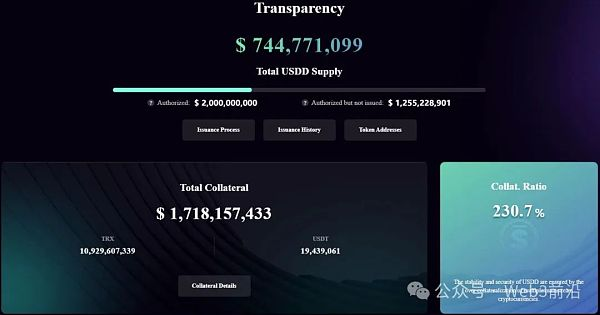 Transparency
$ 744,771,099
Total USDD Supply
? Authorized: $ 2,000,000,000
? Authorized but not issued: $ 1,255,228,901
Issuance Process
Issuance History
Token Addresses
Total Collateral
$ 1,718,157,433
TRX
USDT
10,929,607,339
19,439,061
Collateral Details
Collat. Ratio
230.7 %
The stability and security of USDD are ensured by the
over-collateralization of
cryptocurrencies.
公众号 · Web3前沿